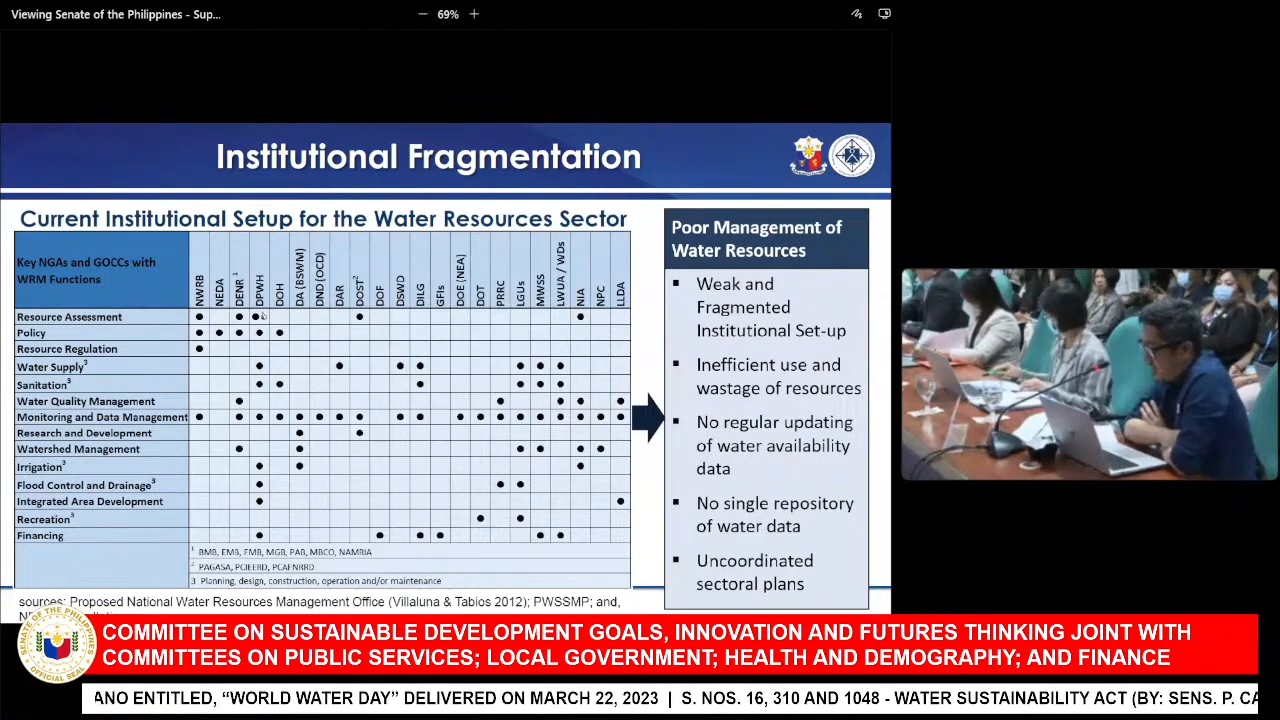 Viewing Senate of the Philippines - Sup...
69%
Institutional Fragmentation
Current Institutional Setup for the Water Resources Sector
Key NGAs and GOCCs with
WRM Functions
NWRB
NEDA
DENR 1
DPWH
DOH
DA (BSWM)
DND (OCD)
DAR
DOST2
DOF
DSWD
DILG
GFIs
DOE (NEA)
DOT
PRRC
LGUs
MWSS
LWUA / WDs
NIA
NPC
LLDA
Resource Assessment
Policy
Resource Regulation
Water Supply3
Sanitation3
Water Quality Management
Monitoring and Data Management
Research and Development
Watershed Management
Irrigation3
Flood Control and Drainage3
Integrated Area Development
Recreation3
Financing
1 BMB, EMB, FMB, MGB, PAB, MBCO, NAMRIA
2 PAGASA, PCIEERD, PCAFNRRD
3 Planning, design, construction, operation and/or maintenance
sources: Proposed National Water Resources Management Office (Villaluna & Tabios 2012); PWSSMP; and,
Poor Management of
Water Resources
▪ Weak and
Fragmented
Institutional Set-up
▪ Inefficient use and
wastage of resources
▪ No regular updating
of water availability
data
▪ No single repository
of water data
▪ Uncoordinated
sectoral plans
SENATE OF THE PHILIPPINES
OFFICIAL SEAL
COMMITTEE ON SUSTAINABLE DEVELOPMENT GOALS, INNOVATION AND FUTURES THINKING JOINT WITH
COMMITTEES ON PUBLIC SERVICES; LOCAL GOVERNMENT; HEALTH AND DEMOGRAPHY; AND FINANCE
ANO ENTITLED, “WORLD WATER DAY” DELIVERED ON MARCH 22, 2023 | S. NOS. 16, 310 AND 1048 - WATER SUSTAINABILITY ACT (BY: SENS. P. CA